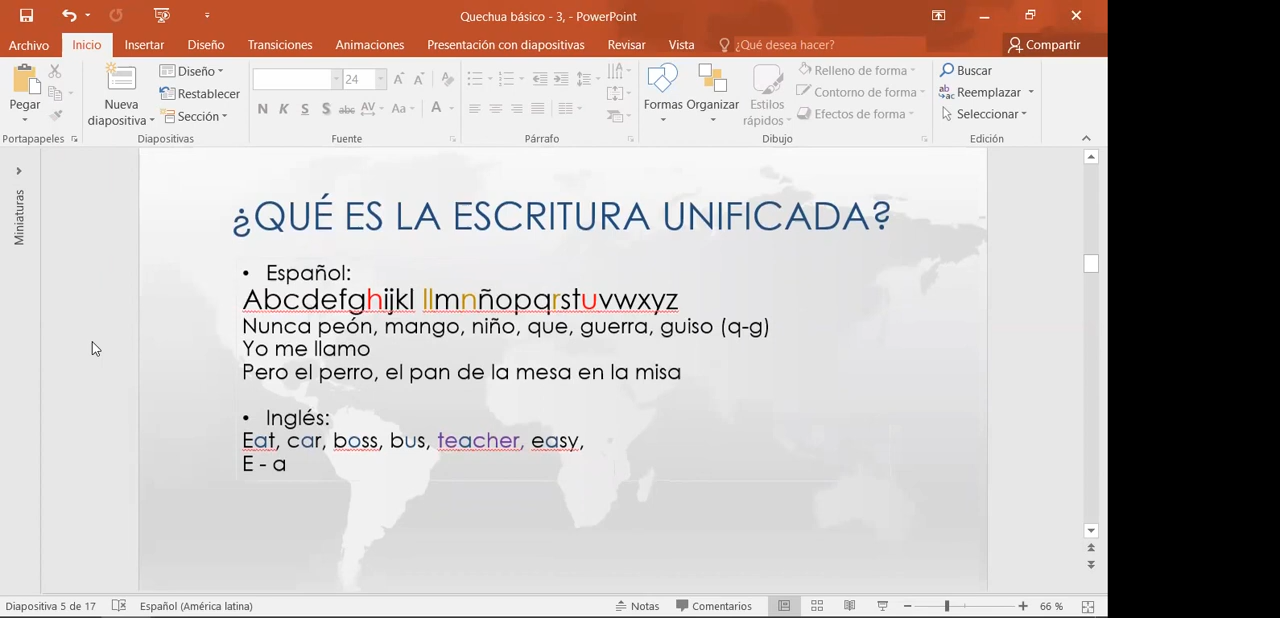 Quechua básico - 3, - PowerPoint
Archivo Inicio Insertar Diseño Transiciones Animaciones Presentación con diapositivas Revisar Vista ¿Qué desea hacer? Compartir
Pegar
Nueva diapositiva
Diseño
Restablecer
Sección
24
N K S S abc AV Aa A
Formas Organizar Estilos rápidos
Relleno de forma
Contorno de forma
Efectos de forma
Buscar
Reemplazar
Seleccionar
Portapapeles Diapositivas Fuente Párrafo Dibujo Edición
Miniaturas
¿QUÉ ES LA ESCRITURA UNIFICADA?
• Español:
Abcdefghijkl llmnñopqrstuvwxyz
Nunca peón, mango, niño, que, guerra, guiso (q-g)
Yo me llamo
Pero el perro, el pan de la mesa en la misa
• Inglés:
Eat, car, boss, bus, teacher, easy,
E - a
Diapositiva 5 de 17 Español (América latina) Notas Comentarios 66 %